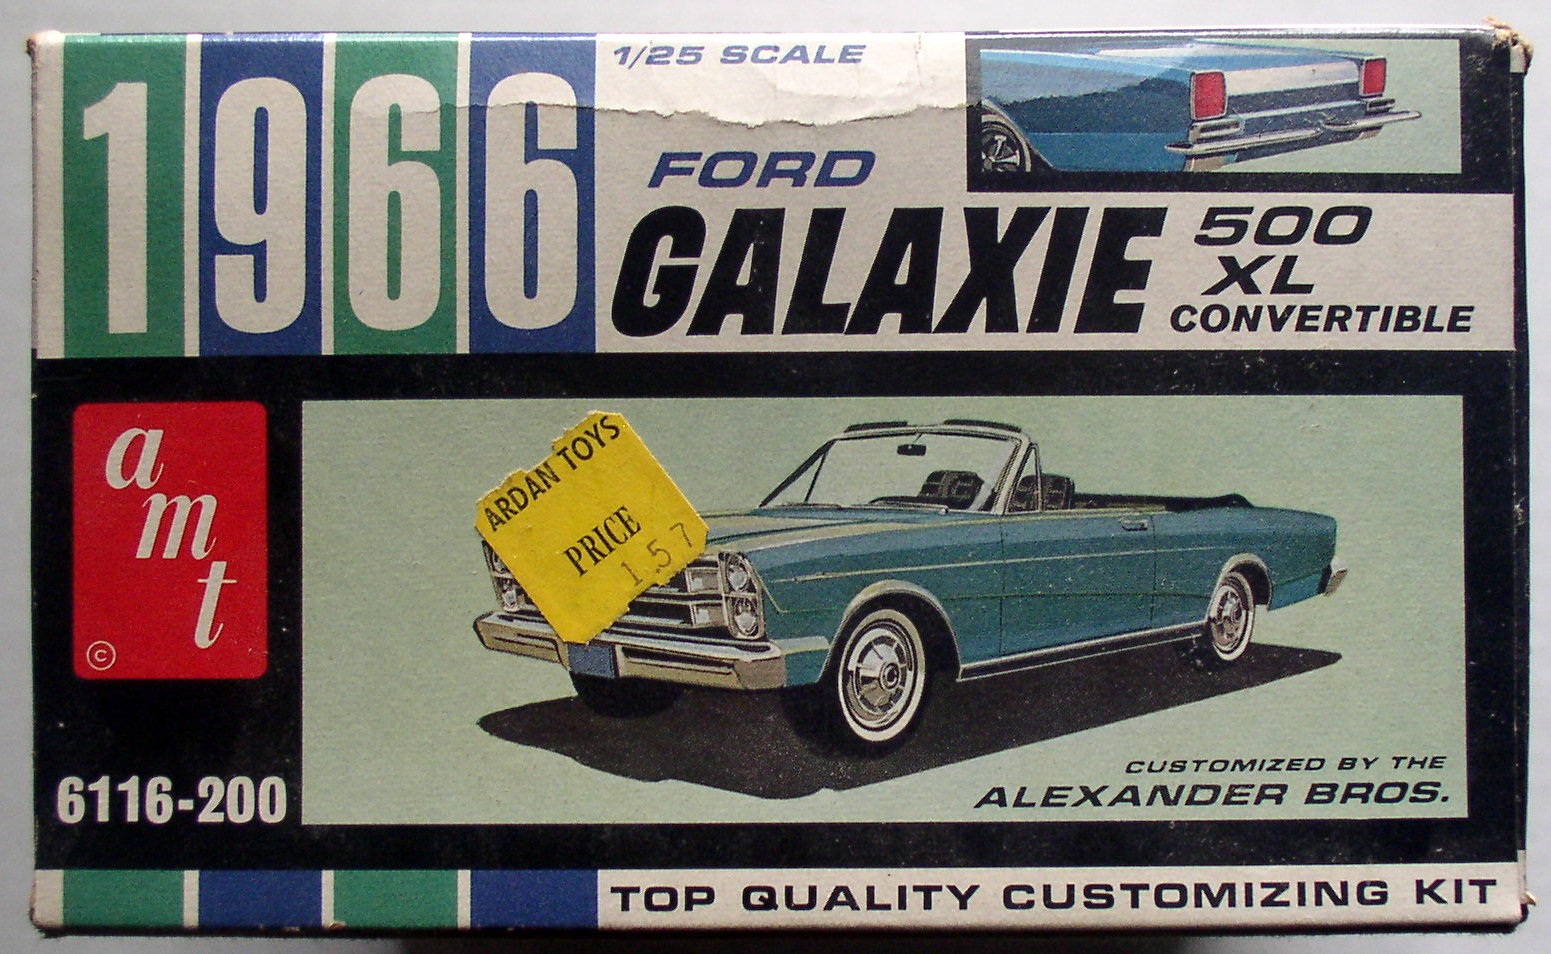 1966
1/25 SCALE
FORD
GALAXIE 500
XL
CONVERTIBLE
amt
©
ARDAN TOYS
PRICE
1.57
6116-200
CUSTOMIZED BY THE
ALEXANDER BROS.
TOP QUALITY CUSTOMIZING KIT